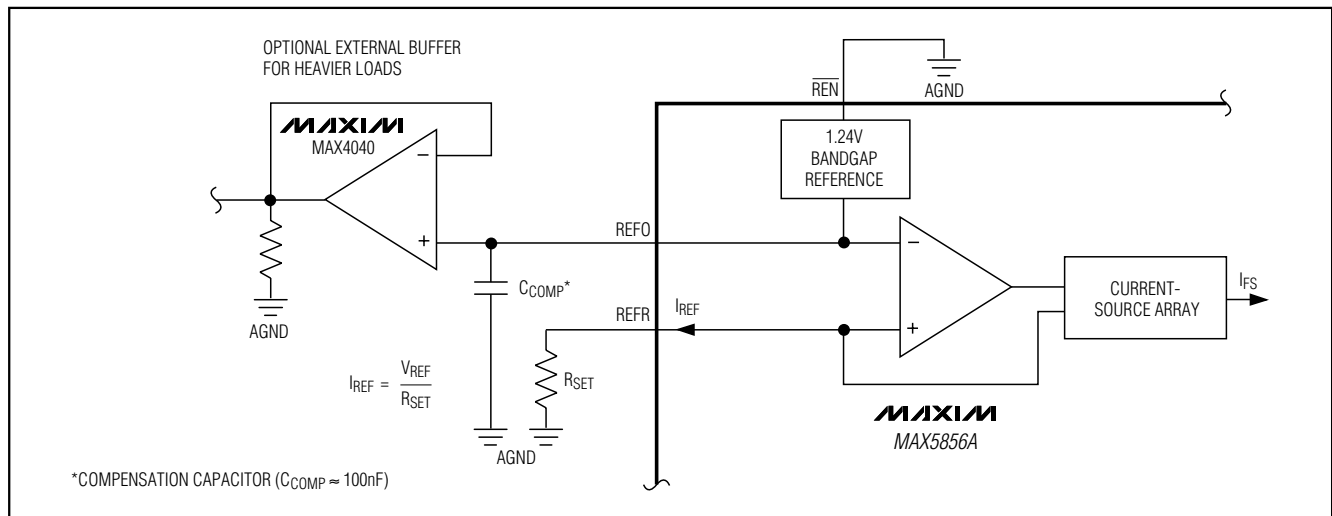 OPTIONAL EXTERNAL BUFFER
FOR HEAVIER LOADS
MAXIM
MAX4040
−
+
AGND
REN
AGND
1.24V
BANDGAP
REFERENCE
REFO
−
+
CCOMP*
REFR
IREF
RSET
AGND
IREF = VREF
RSET
CURRENT-
SOURCE ARRAY
IFS
MAXIM
MAX5856A
*COMPENSATION CAPACITOR (CCOMP ≈ 100nF)